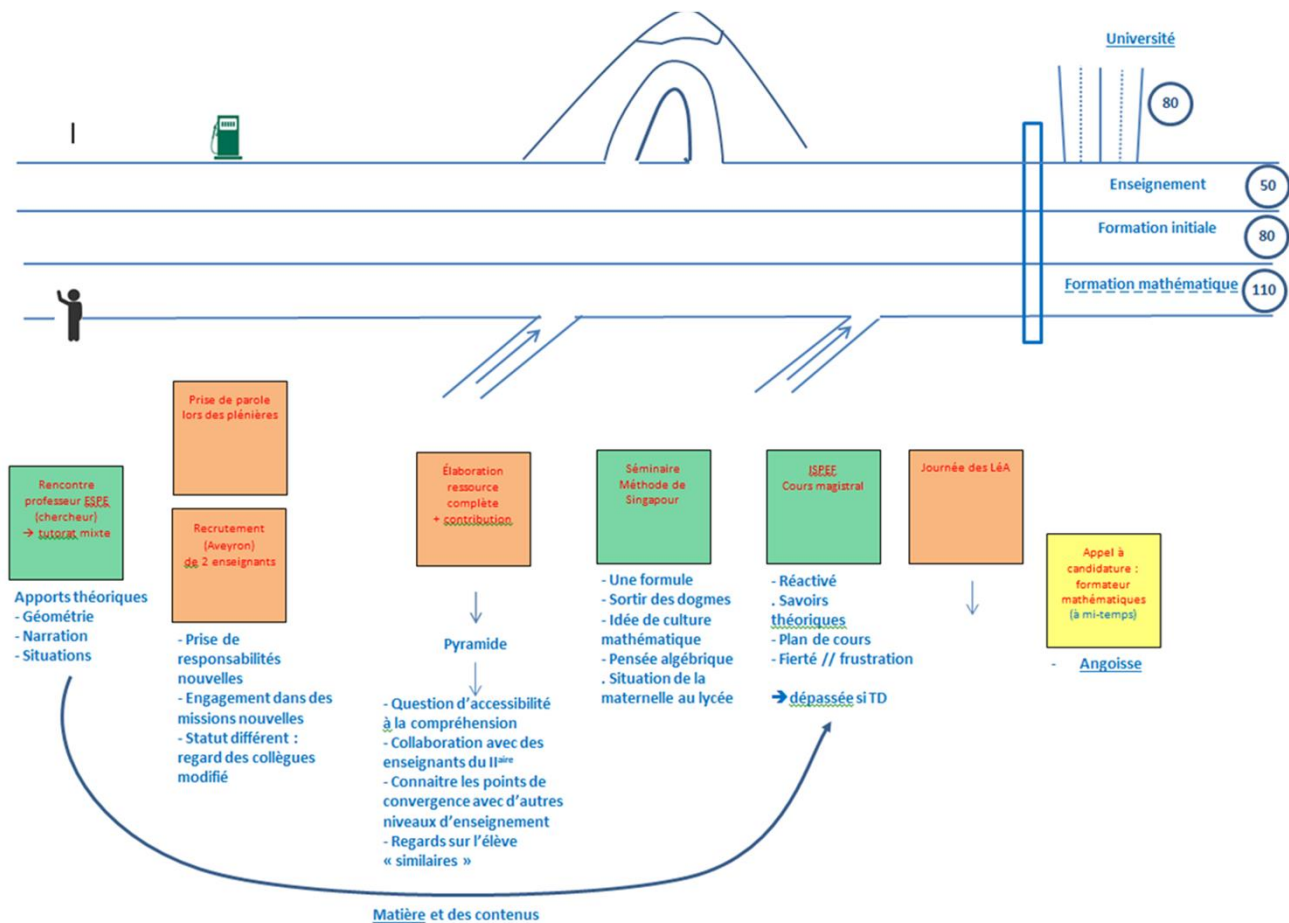 Université
80
Enseignement
50
Formation initiale
80
Formation mathématique
110
Prise de parole
lors des plénières
Rencontre
professeur ESPE
(chercheur)
→ tutorat mixte
Recrutement
(Aveyron)
de 2 enseignants
Élaboration
ressource
complète
+ contribution
Séminaire
Méthode de
Singapour
ISPEF
Cours magistral
Journée des LéA
Appel à
candidature :
formateur
mathématiques
(à mi-temps)
Apports théoriques
- Géométrie
- Narration
- Situations
- Prise de
responsabilités
nouvelles
- Engagement dans des
missions nouvelles
- Statut différent :
regard des collègues
modifié
Pyramide
- Question d'accessibilité
à la compréhension
- Collaboration avec des
enseignants du IIaire
- Connaitre les points de
convergence avec d'autres
niveaux d'enseignement
- Regards sur l'élève
« similaires »
- Une formule
- Sortir des dogmes
- Idée de culture
mathématique
- Pensée algébrique
. Situation de la
maternelle au lycée
- Réactivé
. Savoirs
théoriques
- Plan de cours
- Fierté // frustration
➔ dépassée si TD
- Angoisse
Matière et des contenus